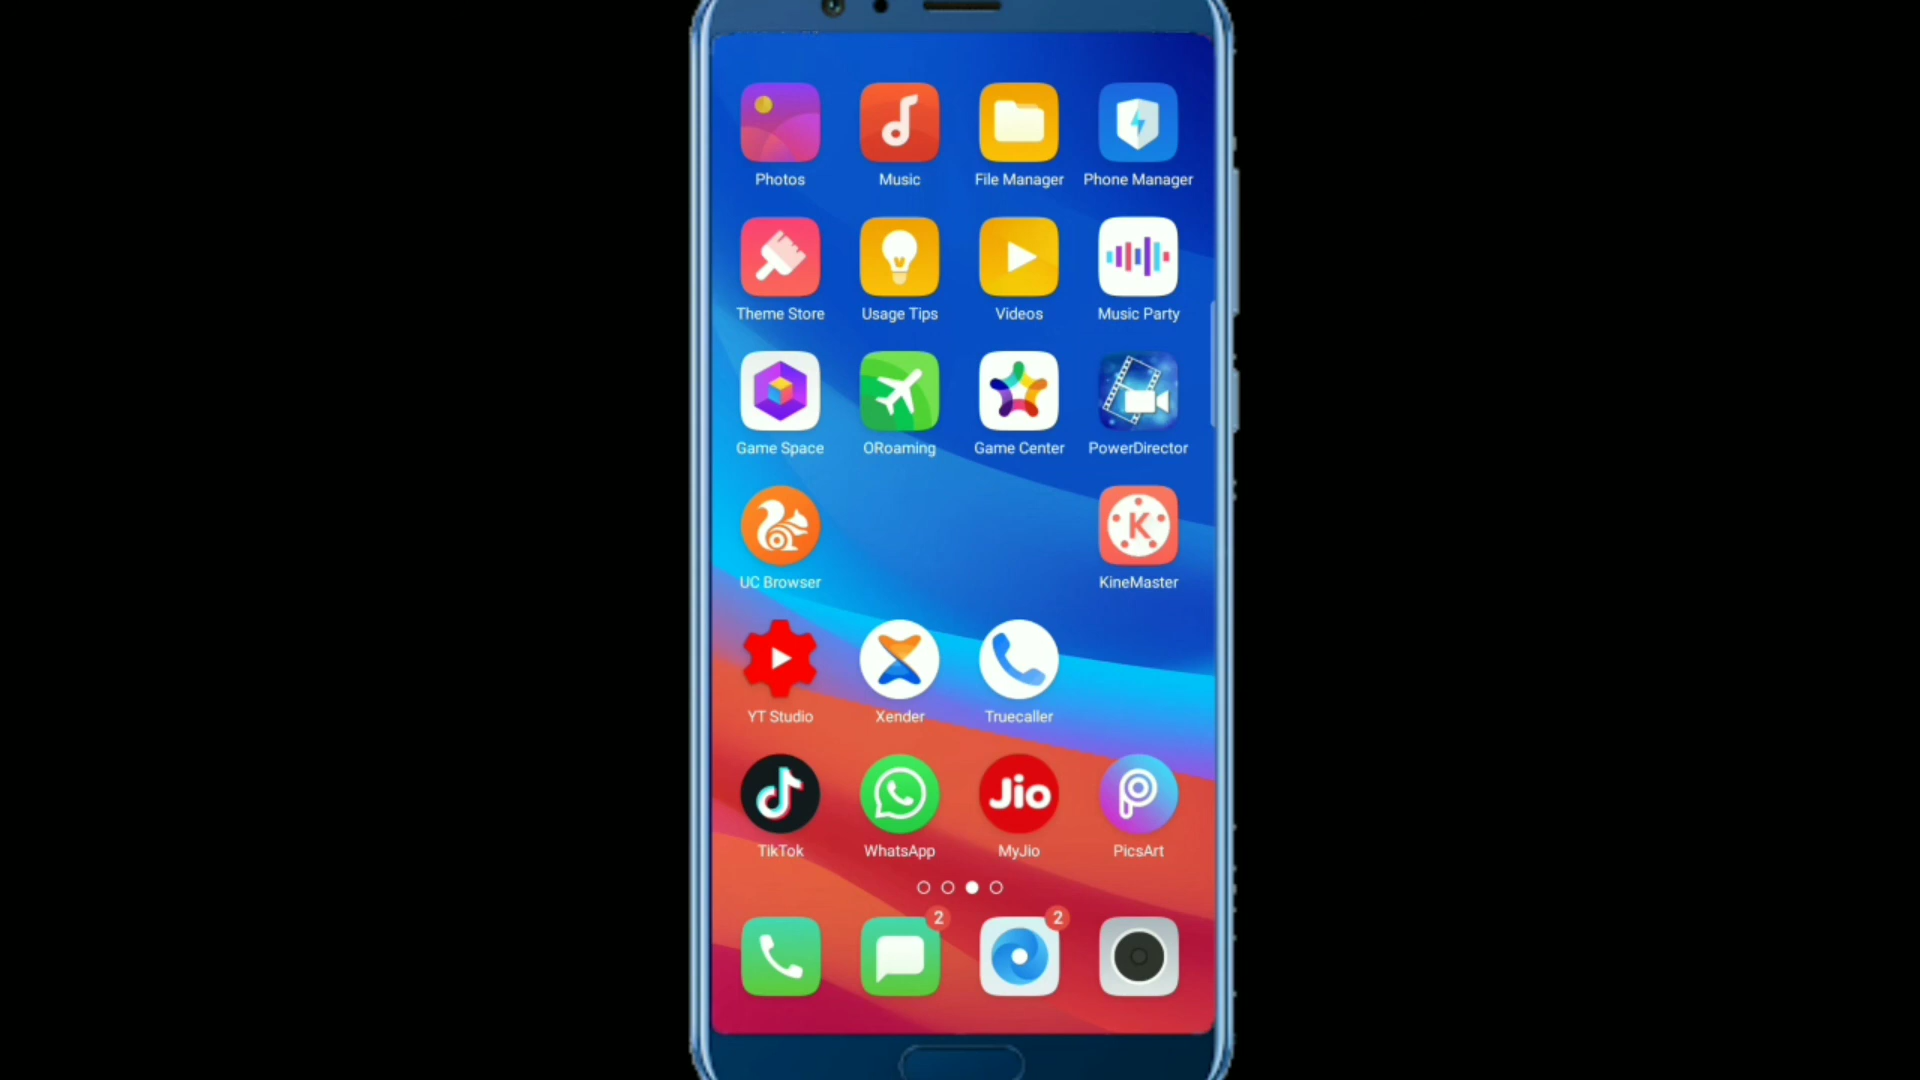 Photos Music File Manager Phone Manager
Theme Store Usage Tips Videos Music Party
Game Space ORoaming Game Center PowerDirector
K
UC Browser KineMaster
YT Studio Xender Truecaller
Jio
TikTok WhatsApp MyJio PicsArt
2 2